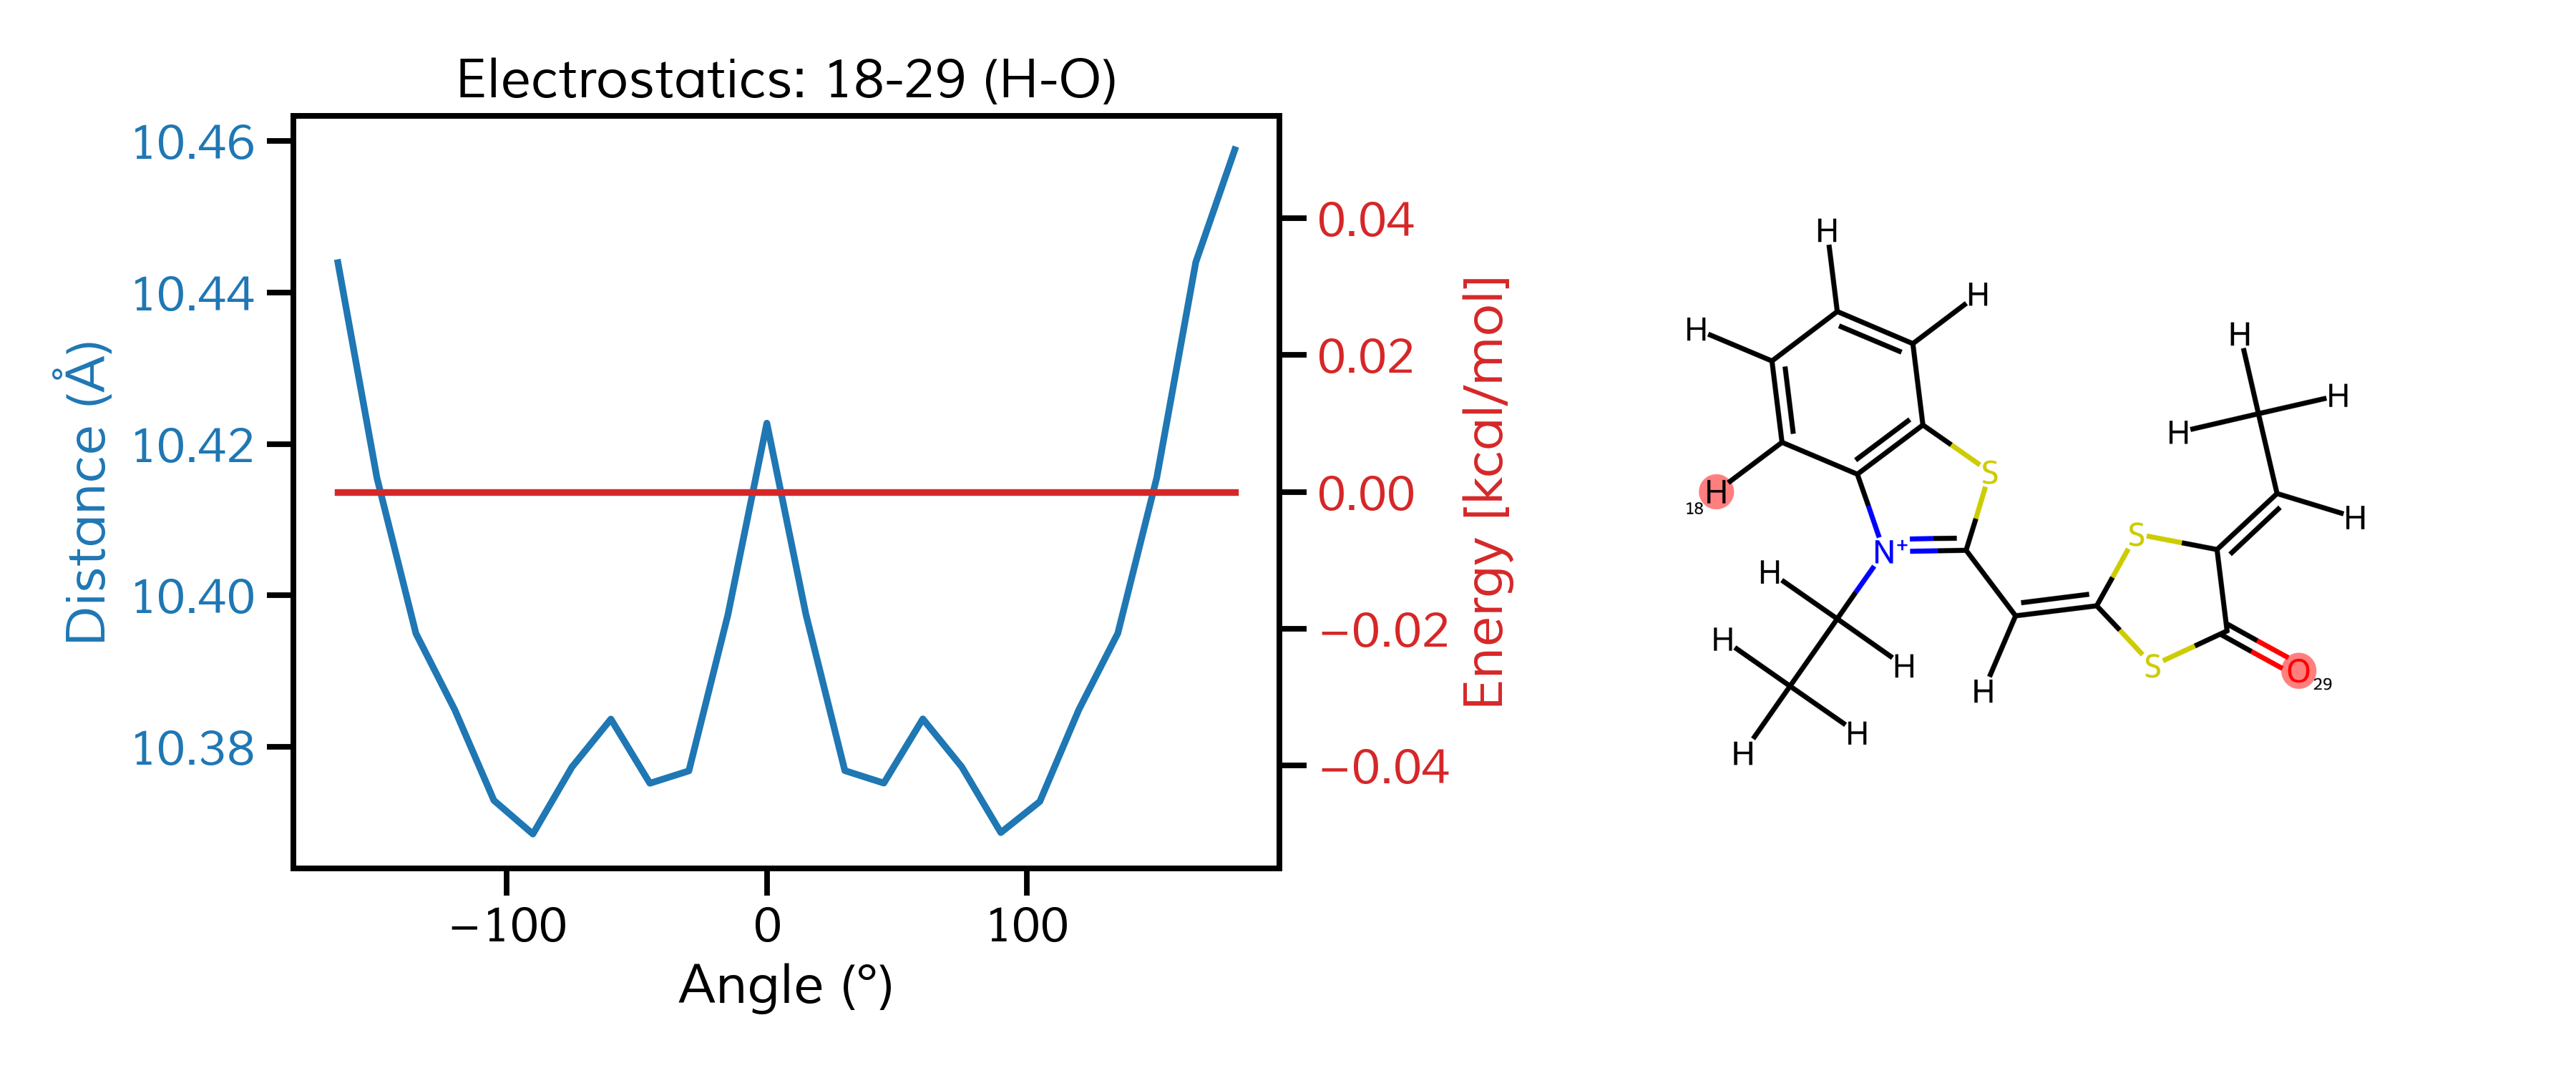 Electrostatics: 18-29 (H-O)
10.46
10.44
10.42
10.40
10.38
Distance (Å)
0.04
0.02
0.00
−0.02
−0.04
Energy [kcal/mol]
−100
0
100
Angle (°)
H
H
H
H
18
S
N+
H
H
H
H
H
H
S
S
O
29
H
H
H
H